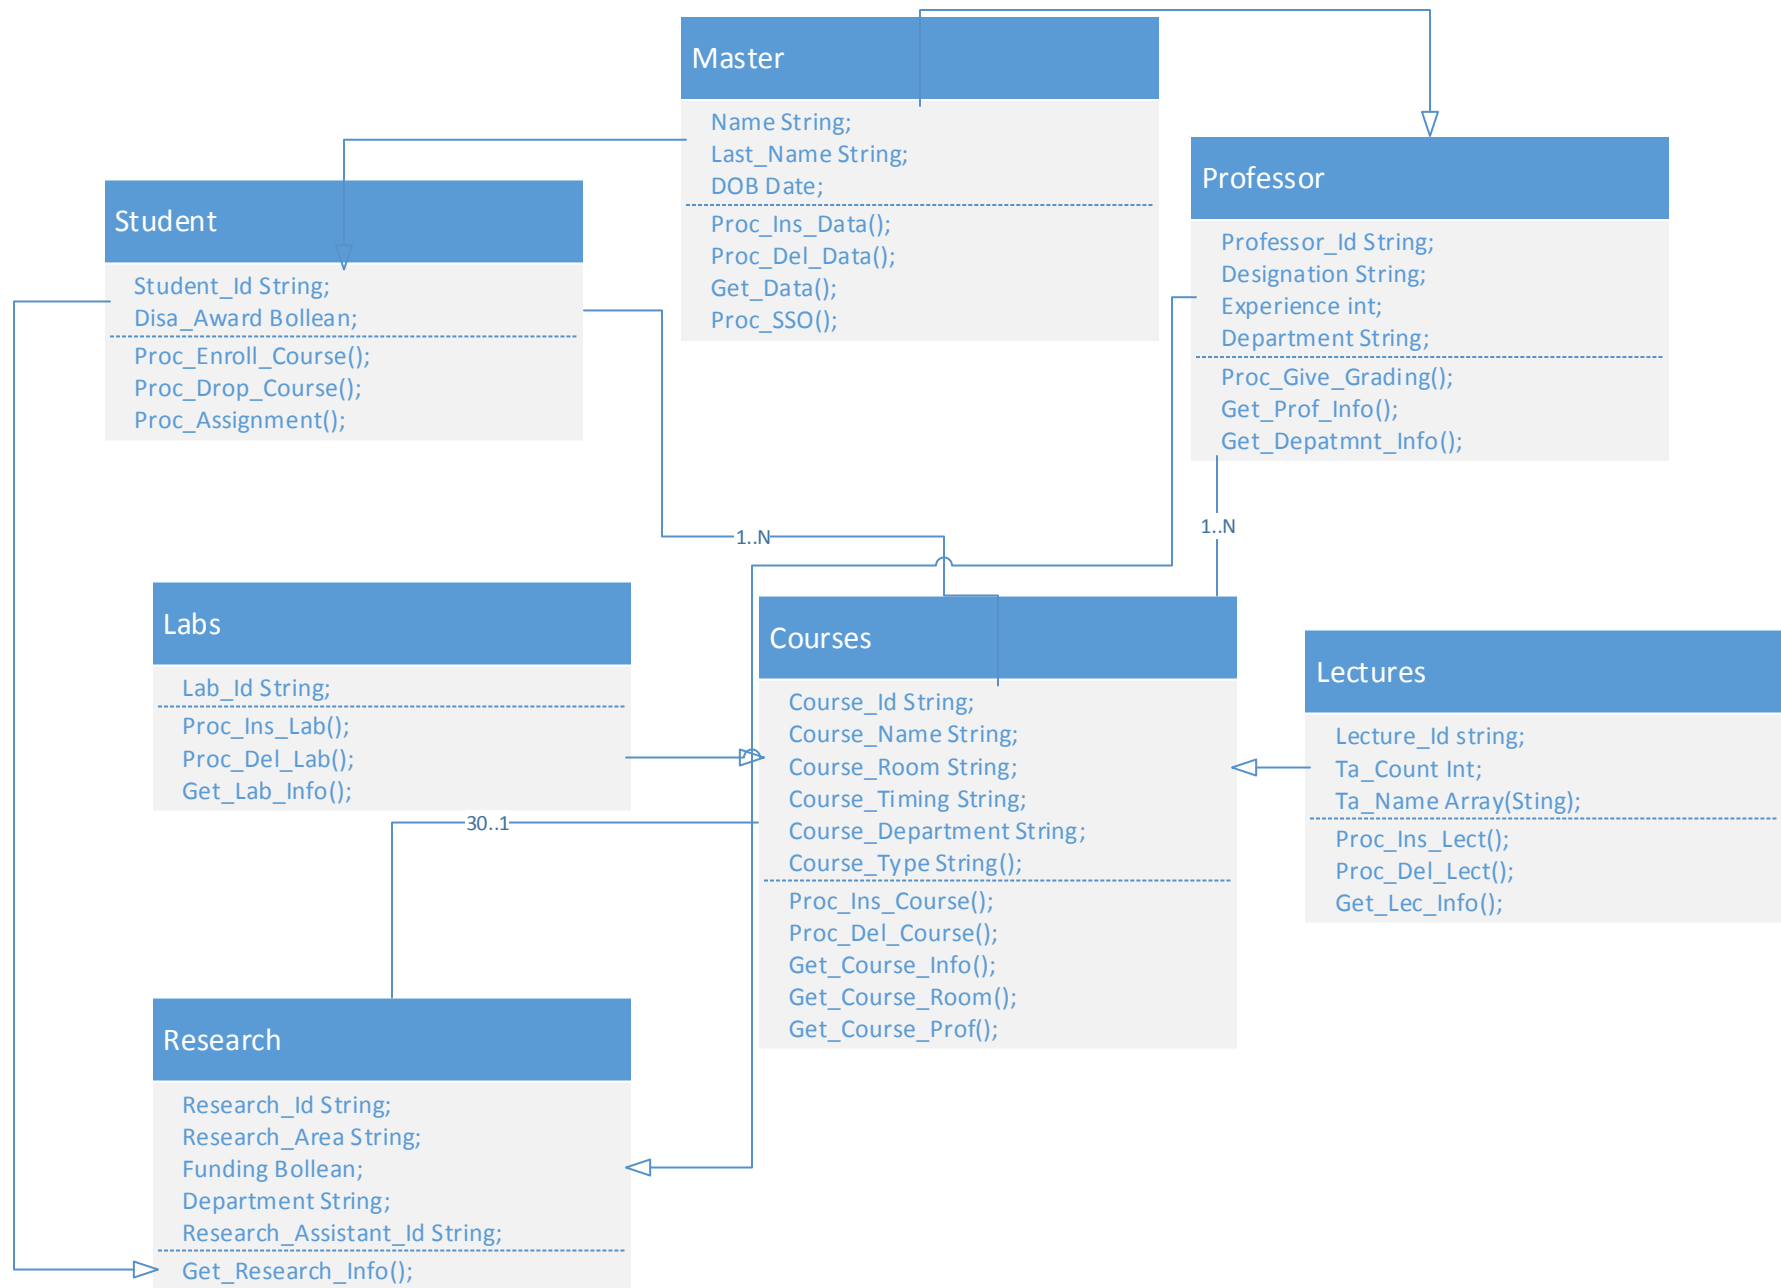 Master
Name String;
Last_Name String;
DOB Date;
Proc_Ins_Data();
Proc_Del_Data();
Get_Data();
Proc_SSO();
Professor
Professor_Id String;
Designation String;
Experience int;
Department String;
Proc_Give_Grading();
Get_Prof_Info();
Get_Depatmnt_Info();
Student
Student_Id String;
Disa_Award Bollean;
Proc_Enroll_Course();
Proc_Drop_Course();
Proc_Assignment();
1..N
1..N
Labs
Lab_Id String;
Proc_Ins_Lab();
Proc_Del_Lab();
Get_Lab_Info();
Courses
Course_Id String;
Course_Name String;
Course_Room String;
Course_Timing String;
Course_Department String;
Course_Type String();
Proc_Ins_Course();
Proc_Del_Course();
Get_Course_Info();
Get_Course_Room();
Get_Course_Prof();
Lectures
Lecture_Id string;
Ta_Count Int;
Ta_Name Array(Sting);
Proc_Ins_Lect();
Proc_Del_Lect();
Get_Lec_Info();
30..1
Research
Research_Id String;
Research_Area String;
Funding Bollean;
Department String;
Research_Assistant_Id String;
Get_Research_Info();